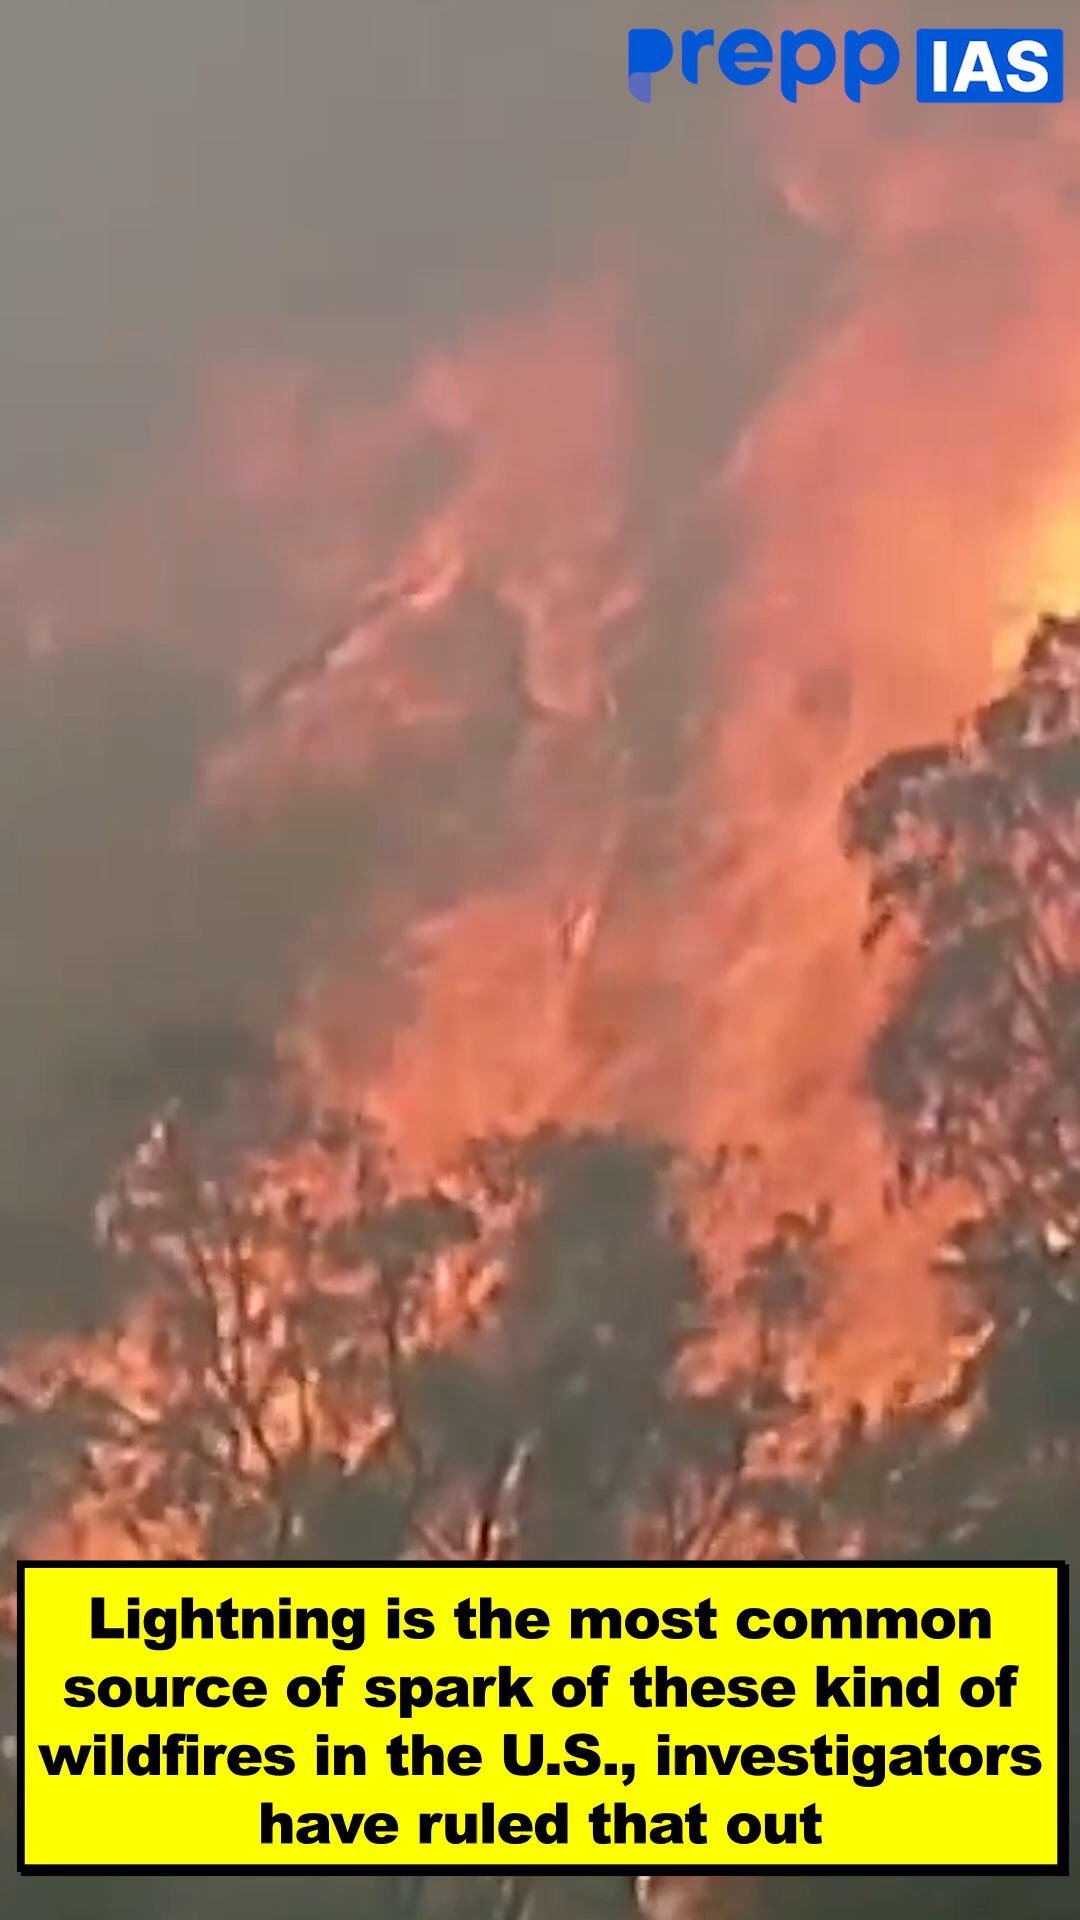 prepp IAS
Lightning is the most common
source of spark of these kind of
wildfires in the U.S., investigators
have ruled that out